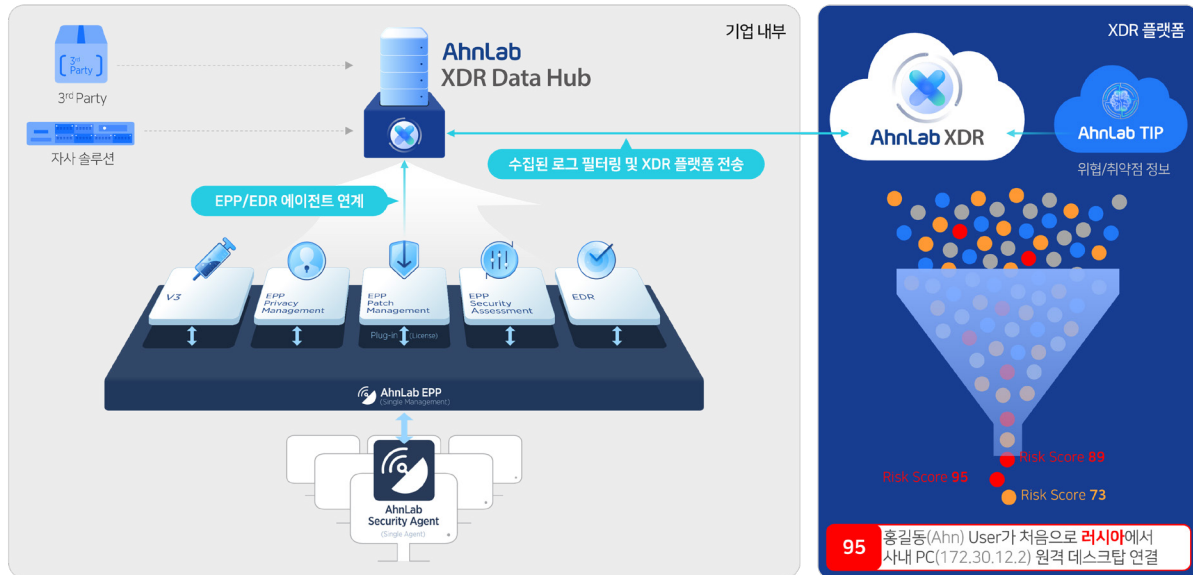 기업 내부
3rd
Party
3rd Party
자사 솔루션
AhnLab
XDR Data Hub
수집된 로그 필터링 및 XDR 플랫폼 전송
EPP/EDR 에이전트 연계
V3
EPP
Privacy
Management
EPP
Patch
Management
EPP
Security
Assessment
EDR
Plug-in (License)
AhnLab EPP
(Single Management)
AhnLab
Security Agent
(Single Agent)
XDR 플랫폼
AhnLab XDR
AhnLab TIP
위협/취약점 정보
Risk Score 89
Risk Score 95
Risk Score 73
95
홍길동(Ahn) User가 처음으로 러시아에서
사내 PC(172.30.12.2) 원격 데스크탑 연결